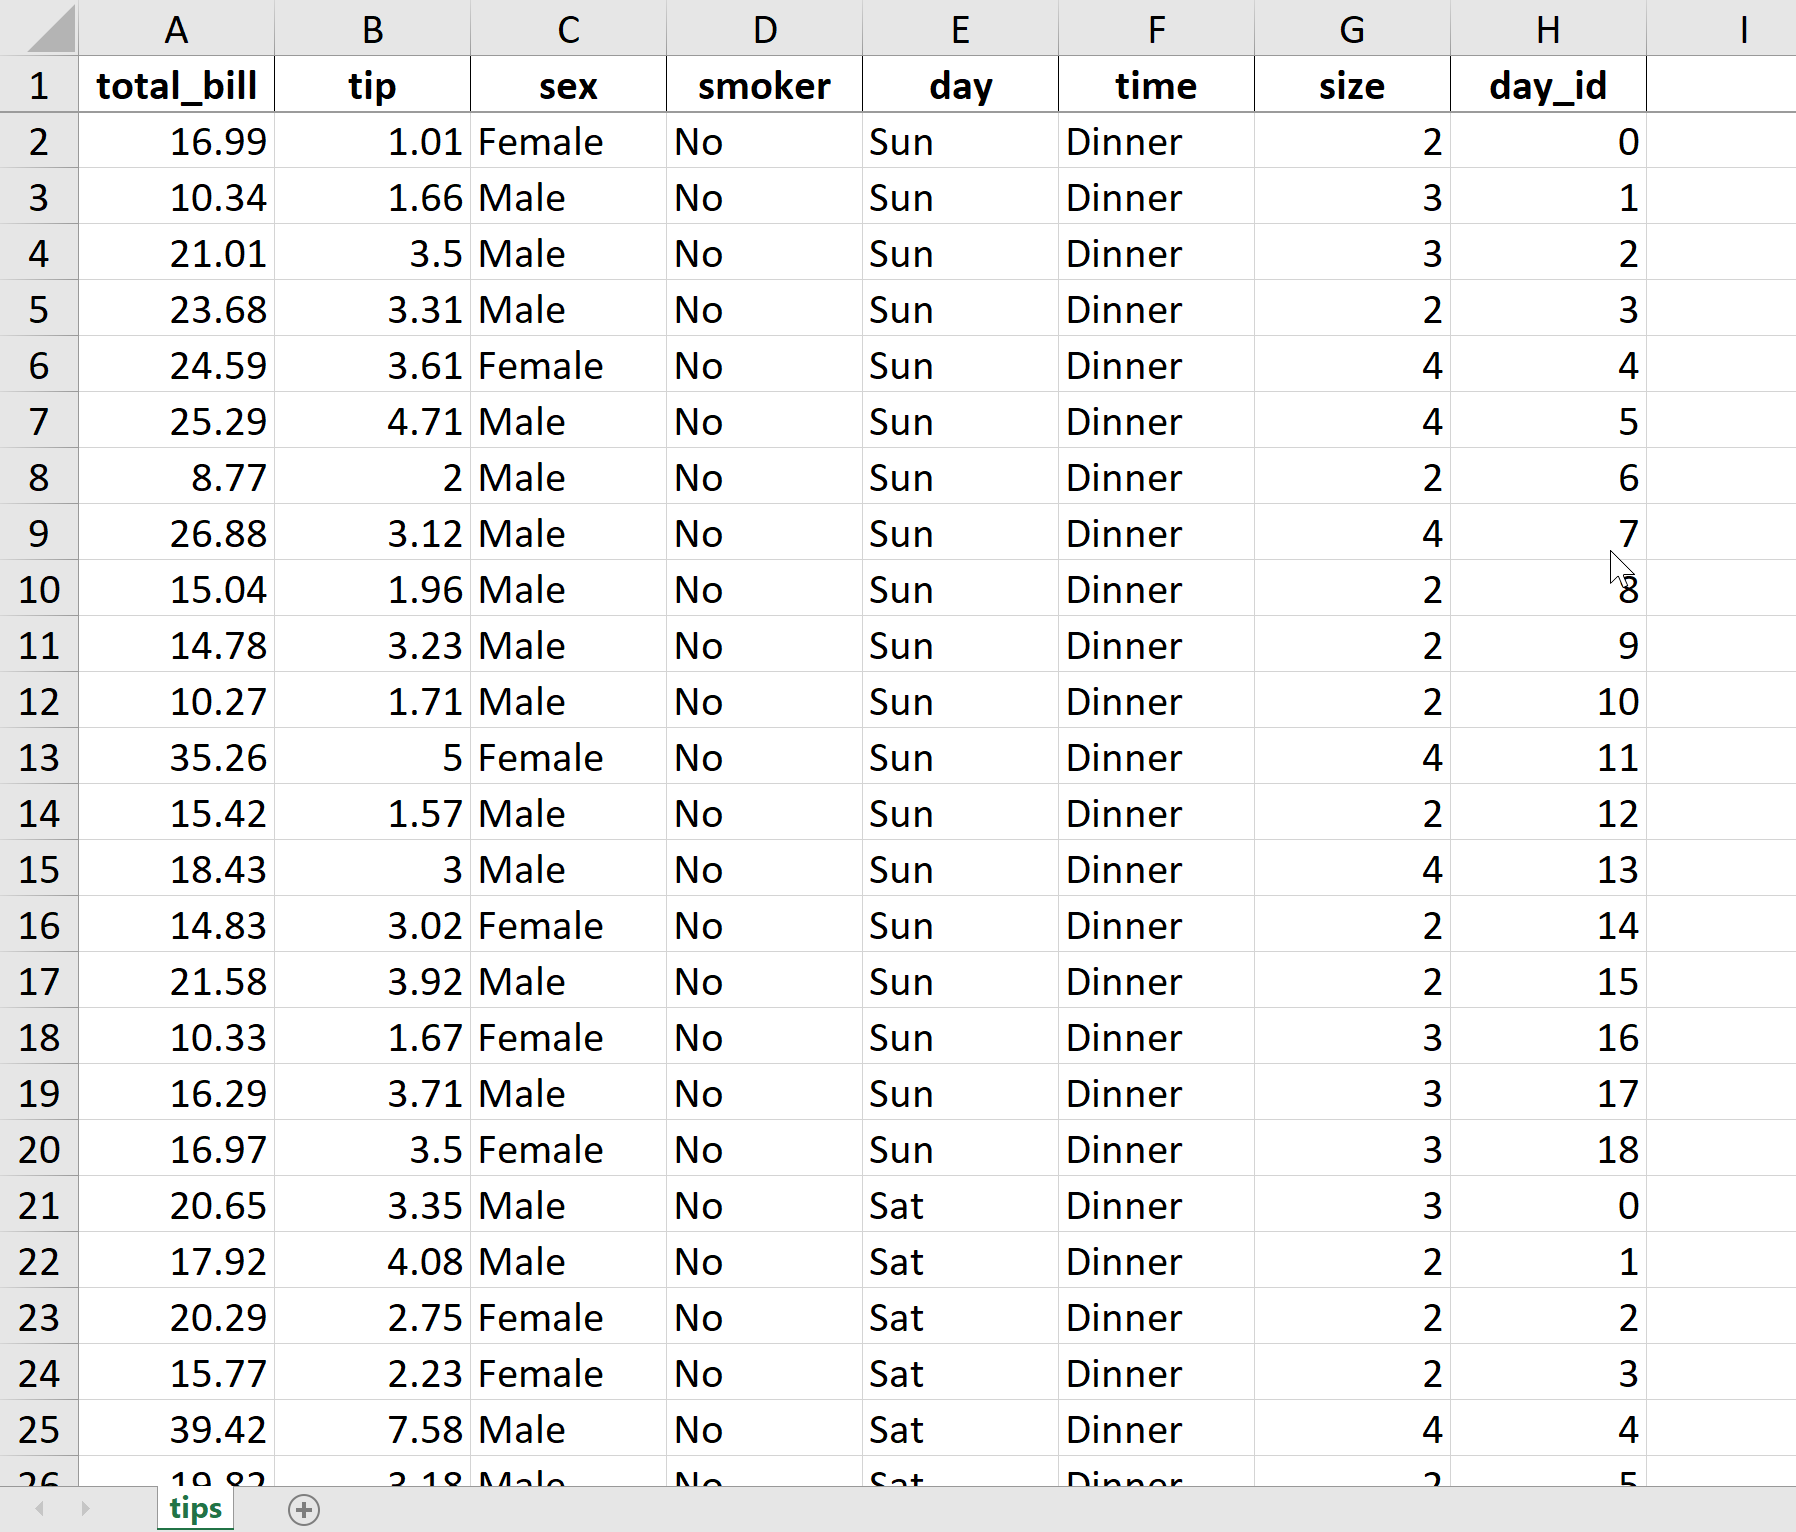 A B C D E F G H I
1 total_bill tip sex smoker day time size day_id
2 16.99 1.01 Female No Sun Dinner 2 0
3 10.34 1.66 Male No Sun Dinner 3 1
4 21.01 3.5 Male No Sun Dinner 3 2
5 23.68 3.31 Male No Sun Dinner 2 3
6 24.59 3.61 Female No Sun Dinner 4 4
7 25.29 4.71 Male No Sun Dinner 4 5
8 8.77 2 Male No Sun Dinner 2 6
9 26.88 3.12 Male No Sun Dinner 4 7
10 15.04 1.96 Male No Sun Dinner 2 8
11 14.78 3.23 Male No Sun Dinner 2 9
12 10.27 1.71 Male No Sun Dinner 2 10
13 35.26 5 Female No Sun Dinner 4 11
14 15.42 1.57 Male No Sun Dinner 2 12
15 18.43 3 Male No Sun Dinner 4 13
16 14.83 3.02 Female No Sun Dinner 2 14
17 21.58 3.92 Male No Sun Dinner 2 15
18 10.33 1.67 Female No Sun Dinner 3 16
19 16.29 3.71 Male No Sun Dinner 3 17
20 16.97 3.5 Female No Sun Dinner 3 18
21 20.65 3.35 Male No Sat Dinner 3 0
22 17.92 4.08 Male No Sat Dinner 2 1
23 20.29 2.75 Female No Sat Dinner 2 2
24 15.77 2.23 Female No Sat Dinner 2 3
25 39.42 7.58 Male No Sat Dinner 4 4
26 19.82 3.18 Male No Sat Dinner 2 5
tips